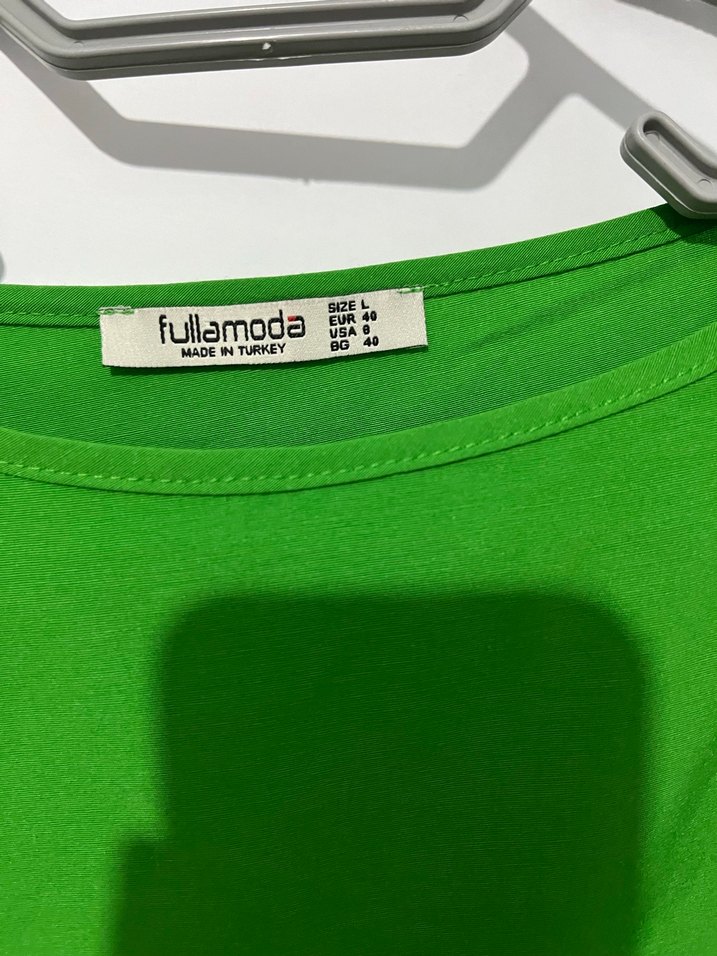 fullamoda
MADE IN TURKEY
SIZE L
EUR 40
USA 8
BG 40